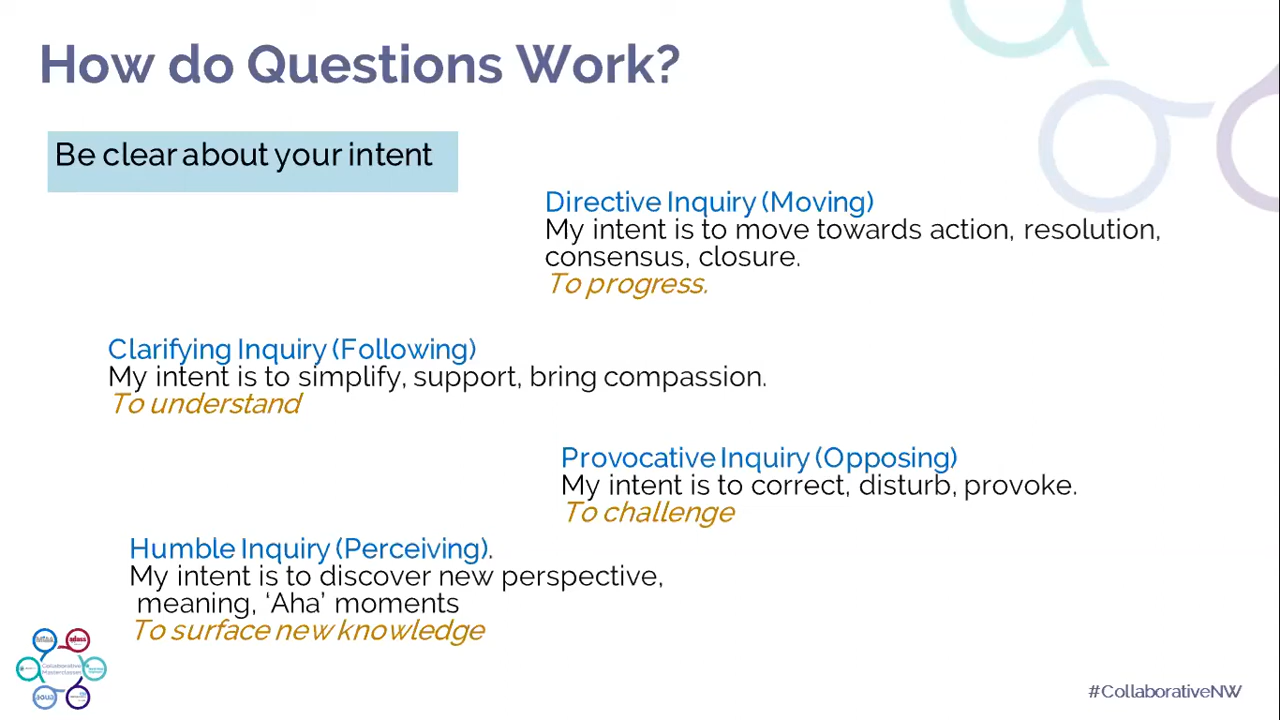 How do Questions Work?
Be clear about your intent
Directive Inquiry (Moving)
My intent is to move towards action, resolution,
consensus, closure.
To progress.
Clarifying Inquiry (Following)
My intent is to simplify, support, bring compassion.
To understand
Provocative Inquiry (Opposing)
My intent is to correct, disturb, provoke.
To challenge
Humble Inquiry (Perceiving).
My intent is to discover new perspective,
meaning, ‘Aha’ moments
To surface new knowledge
Collaborative
Masterclasses
aqua
#CollaborativeNW